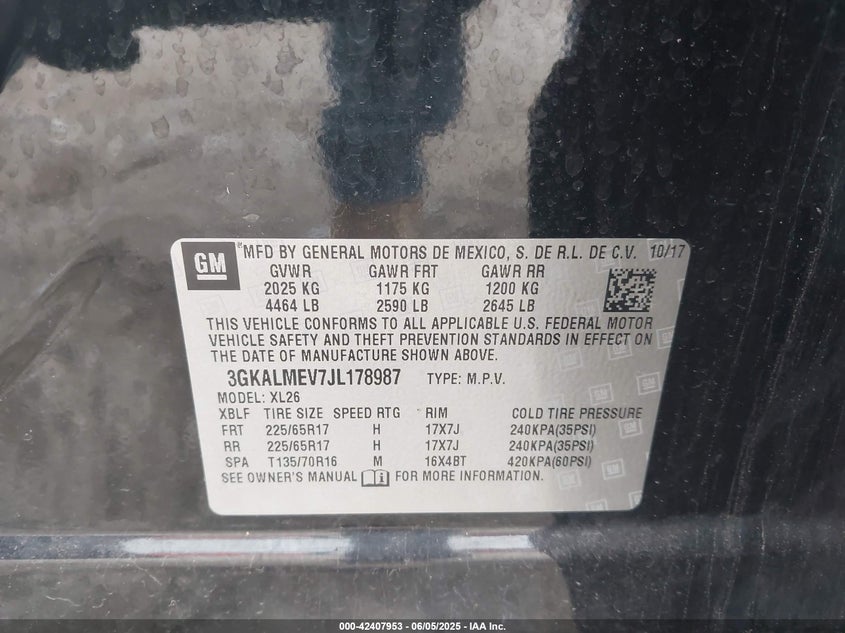 GM ® MFD BY GENERAL MOTORS DE MEXICO, S. DE R.L. DE C.V. 10/17
GVWR GAWR FRT GAWR RR
2025 KG 1175 KG 1200 KG
4464 LB 2590 LB 2645 LB
THIS VEHICLE CONFORMS TO ALL APPLICABLE U.S. FEDERAL MOTOR
VEHICLE SAFETY AND THEFT PREVENTION STANDARDS IN EFFECT ON
THE DATE OF MANUFACTURE SHOWN ABOVE.
3GKALMEV7JL178987 TYPE: M.P.V.
MODEL: XL26
XBLF TIRE SIZE SPEED RTG RIM COLD TIRE PRESSURE
FRT 225/65R17 H 17X7J 240KPA(35PSI)
RR 225/65R17 H 17X7J 240KPA(35PSI)
SPA T135/70R16 M 16X4BT 420KPA(60PSI)
SEE OWNER'S MANUAL FOR MORE INFORMATION.
000-42407953 - 06/05/2025 - IAA Inc.